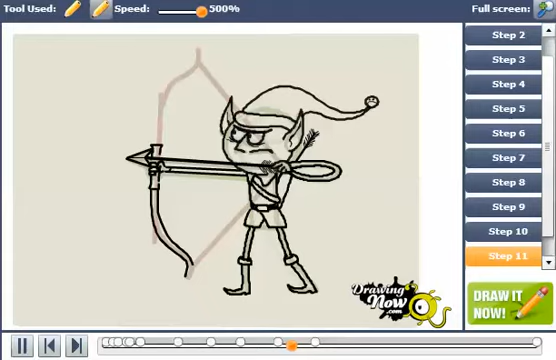 Tool Used:
Speed:
500%
Full screen:
Step 2
Step 3
Step 4
Step 5
Step 6
Step 7
Step 8
Step 9
Step 10
Step 11
Drawing
Now
.com
DRAW IT
NOW!